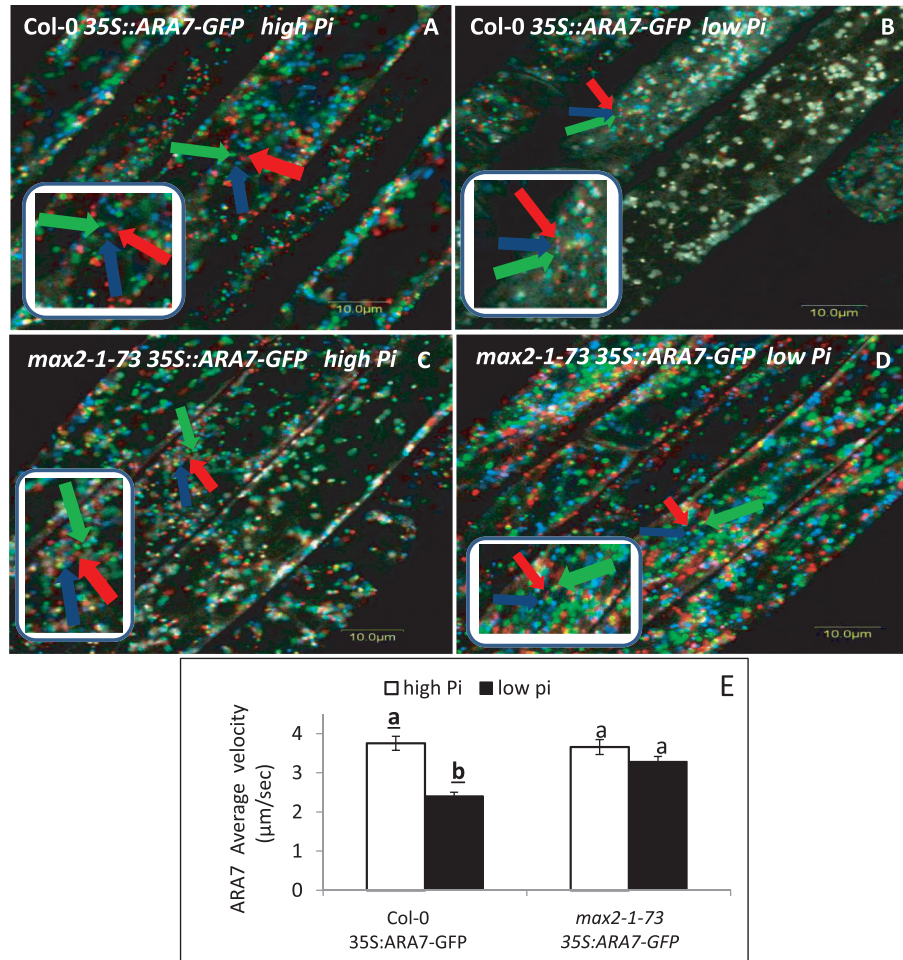 Col-0 35S::ARA7-GFP high Pi A
10.0µm
Col-0 35S::ARA7-GFP low Pi B
10.0µm
max2-1-73 35S::ARA7-GFP high Pi C
10.0µm
max2-1-73 35S::ARA7-GFP low Pi D
10.0µm
E
high Pi low pi
ARA7 Average velocity
(µm/sec)
4
3
2
1
0
a
b
a
a
Col-0
35S:ARA7-GFP
max2-1-73
35S:ARA7-GFP